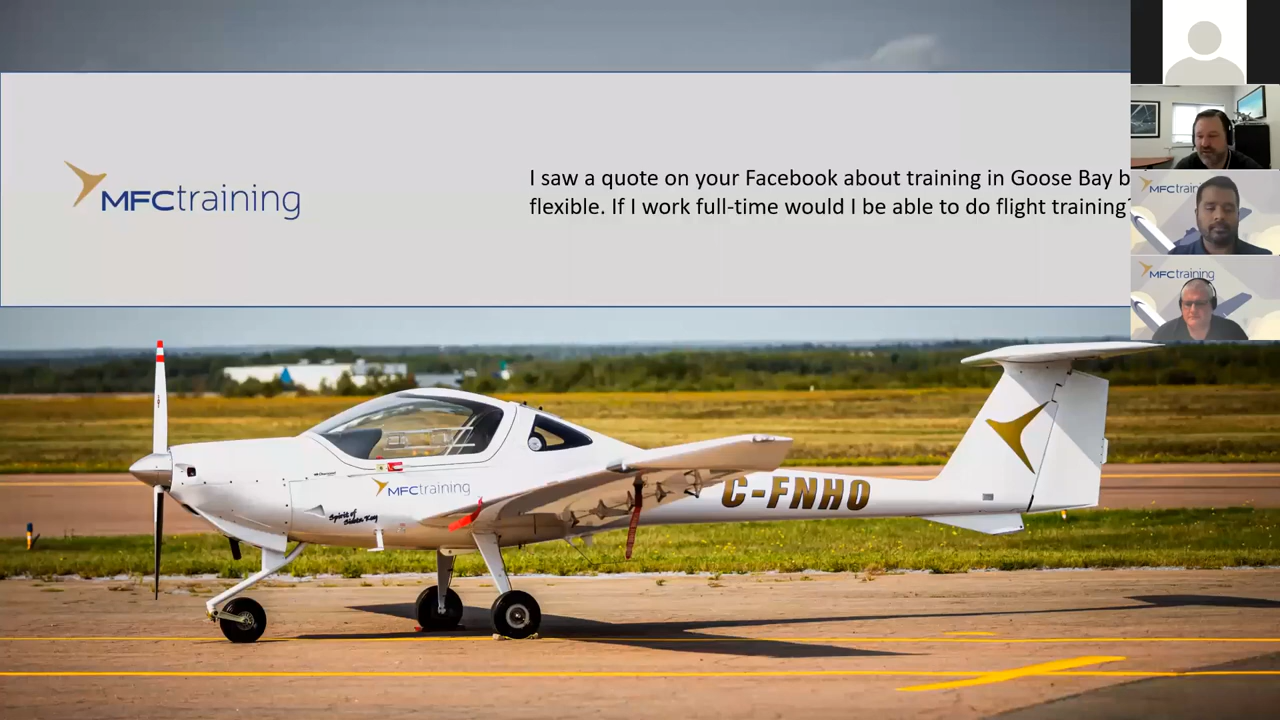 MFCtraining
I saw a quote on your Facebook about training in Goose Bay b
flexible. If I work full-time would I be able to do flight training?
MFCtraining
MFCtraining
MFCtraining
Spirit of
C-FNHO